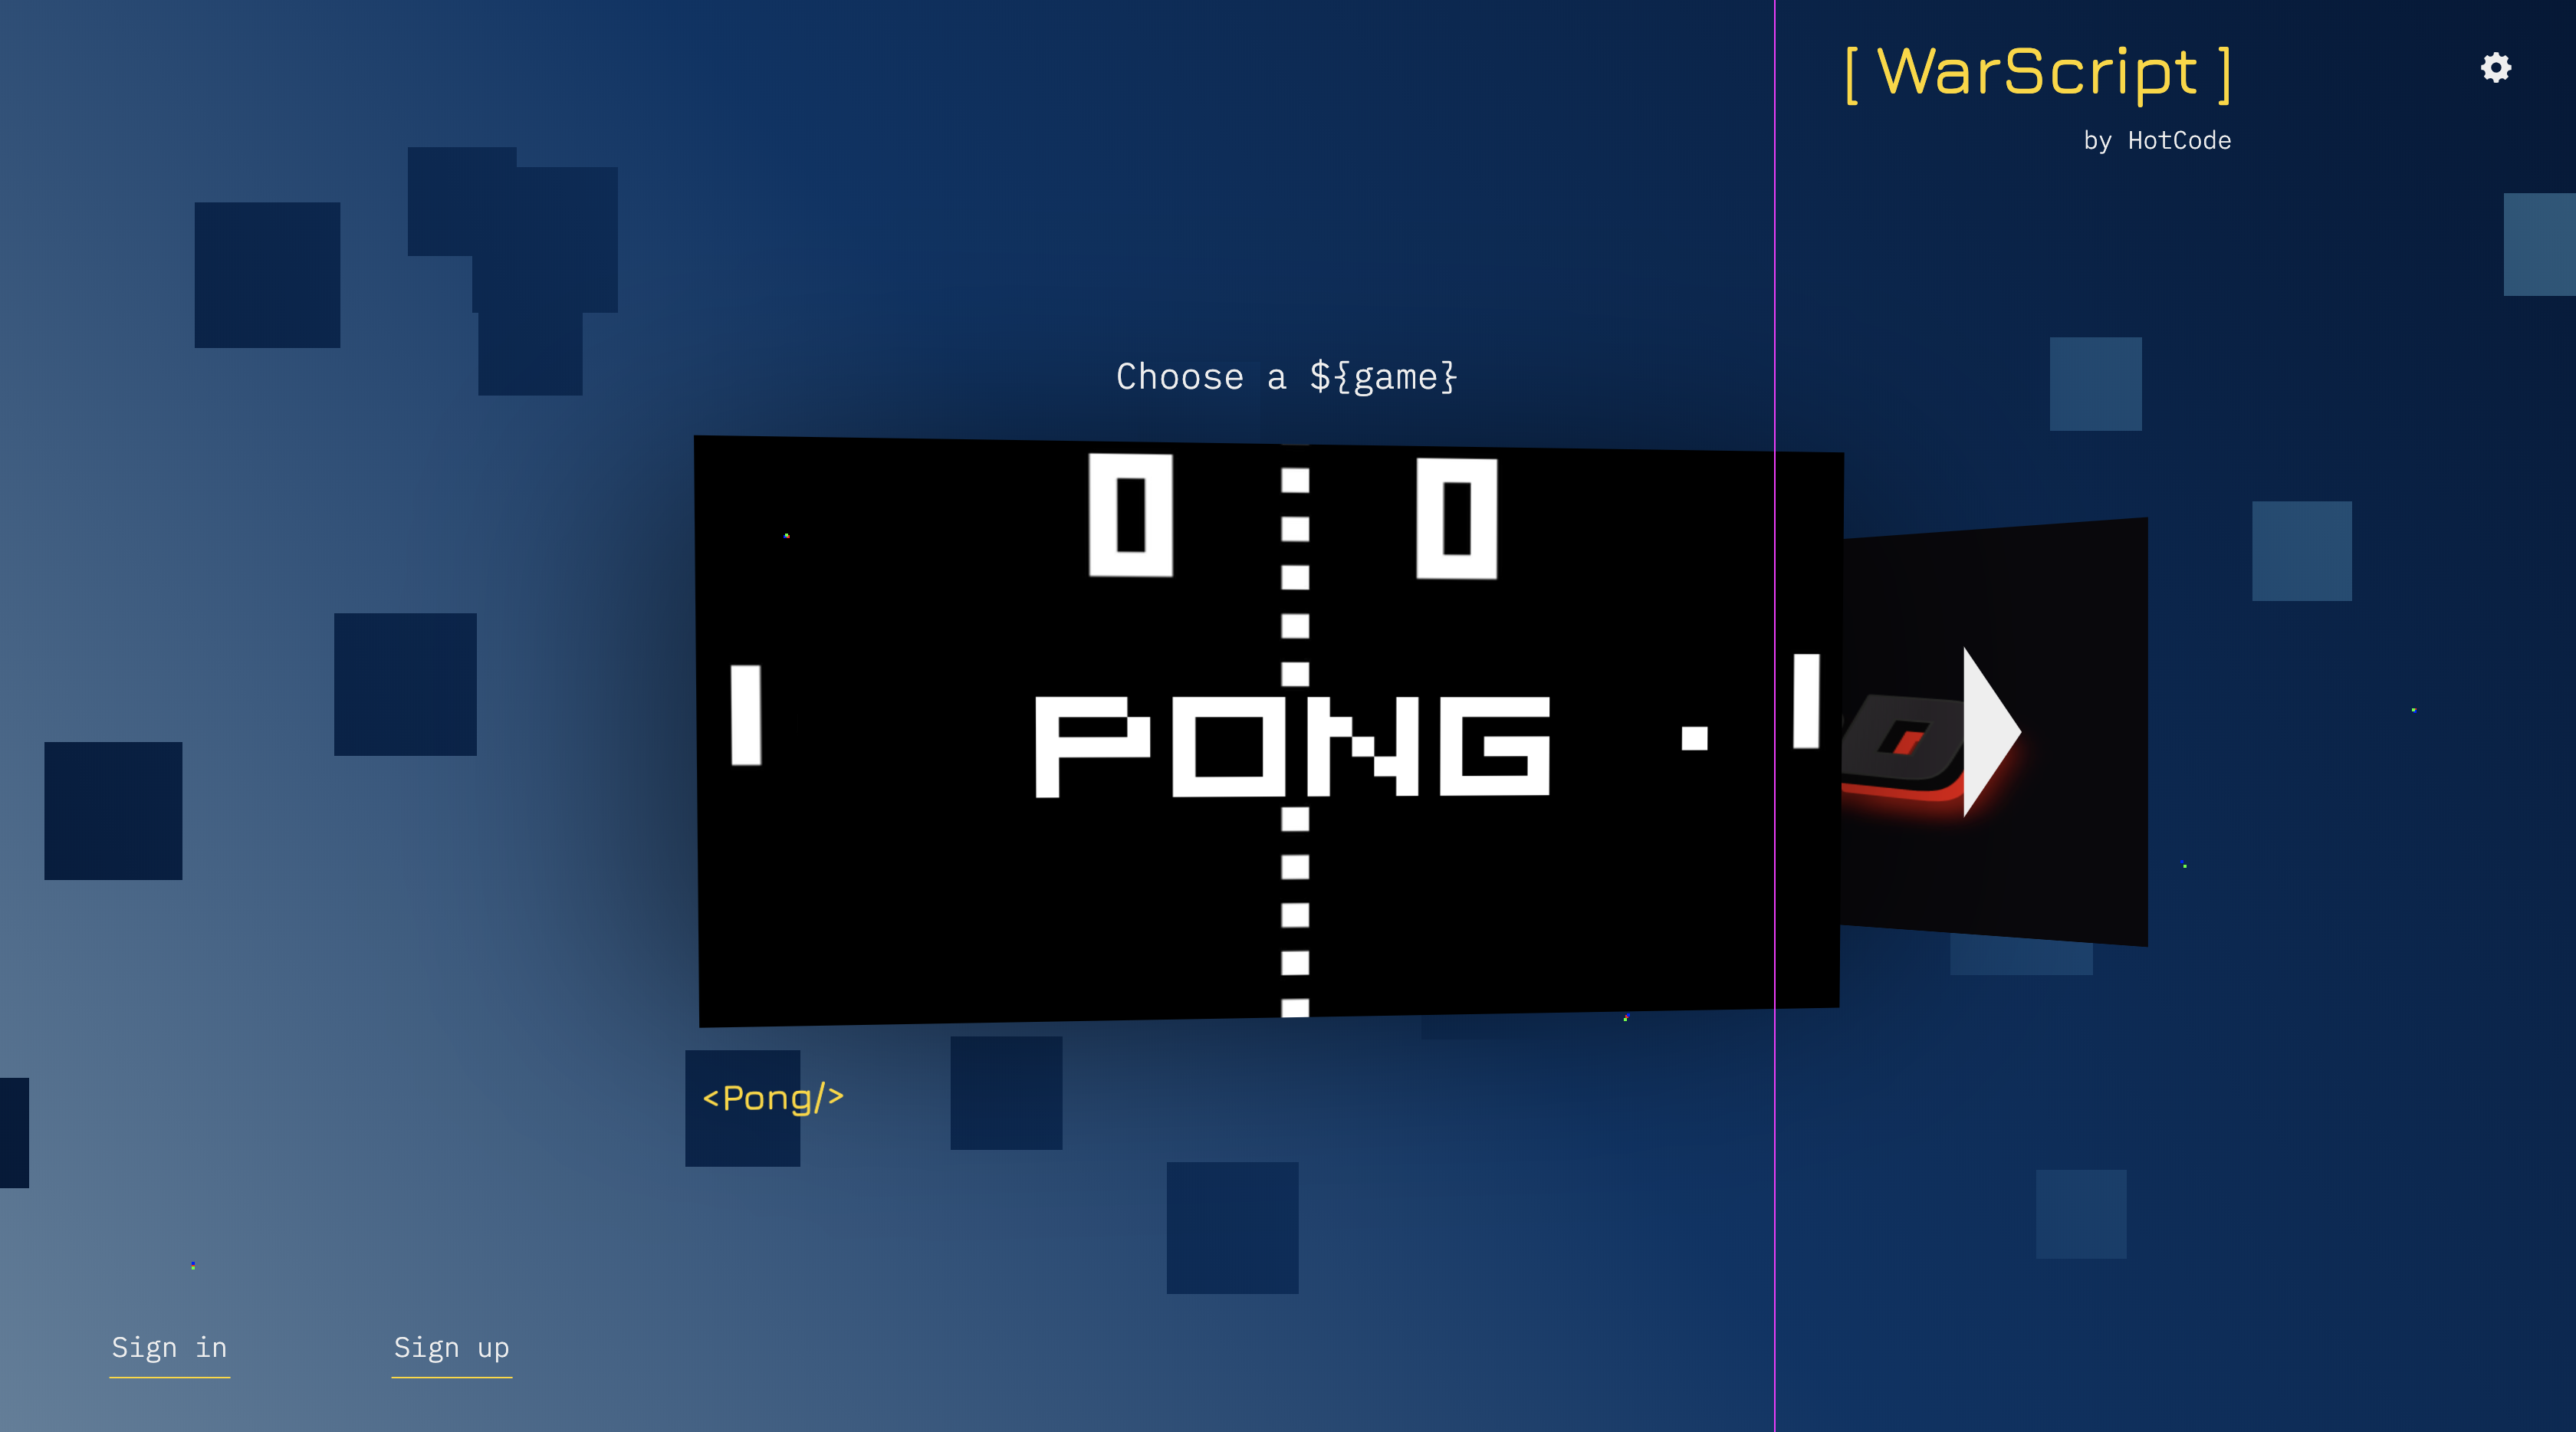 [ WarScript ]
by HotCode
Choose a ${game}
0 0
PONG
<Pong/>
Sign in
Sign up